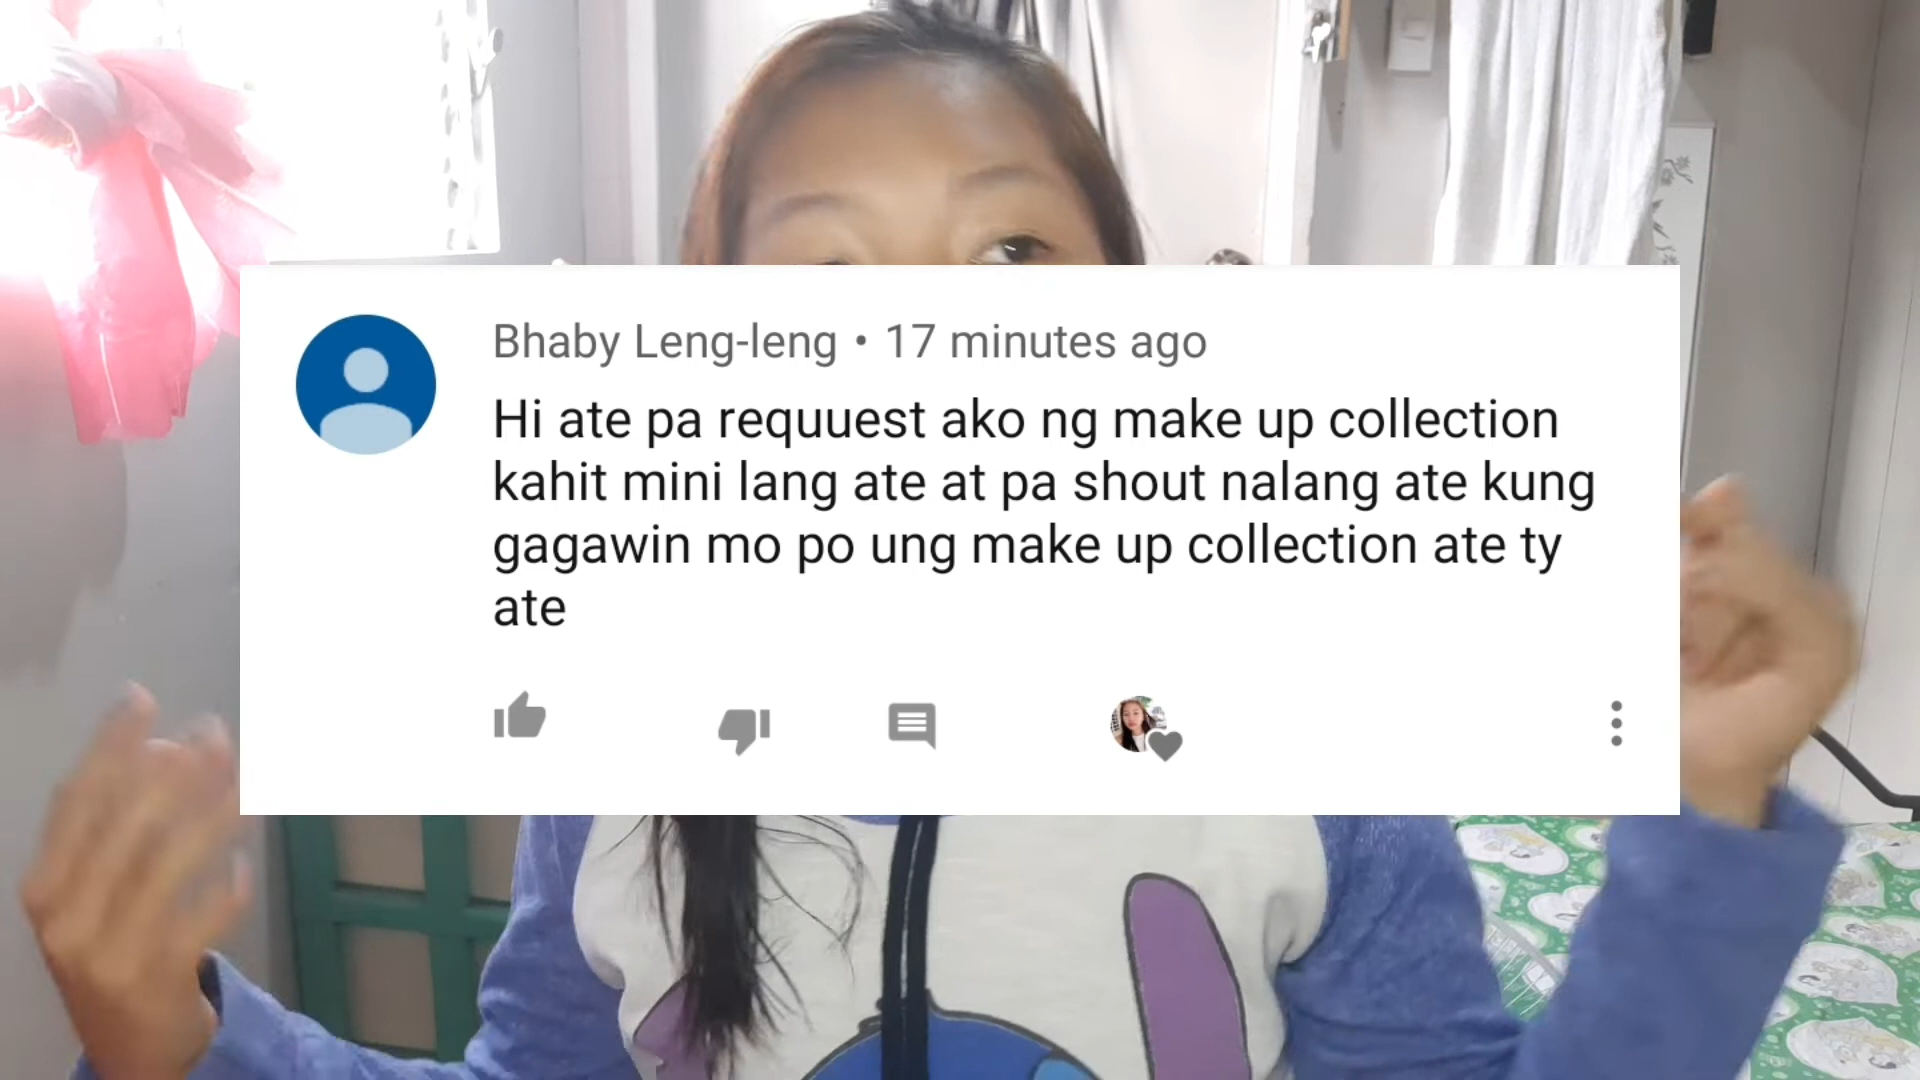 Bhaby Leng-leng • 17 minutes ago
Hi ate pa requuest ako ng make up collection
kahit mini lang ate at pa shout nalang ate kung
gagawin mo po ung make up collection ate ty
ate